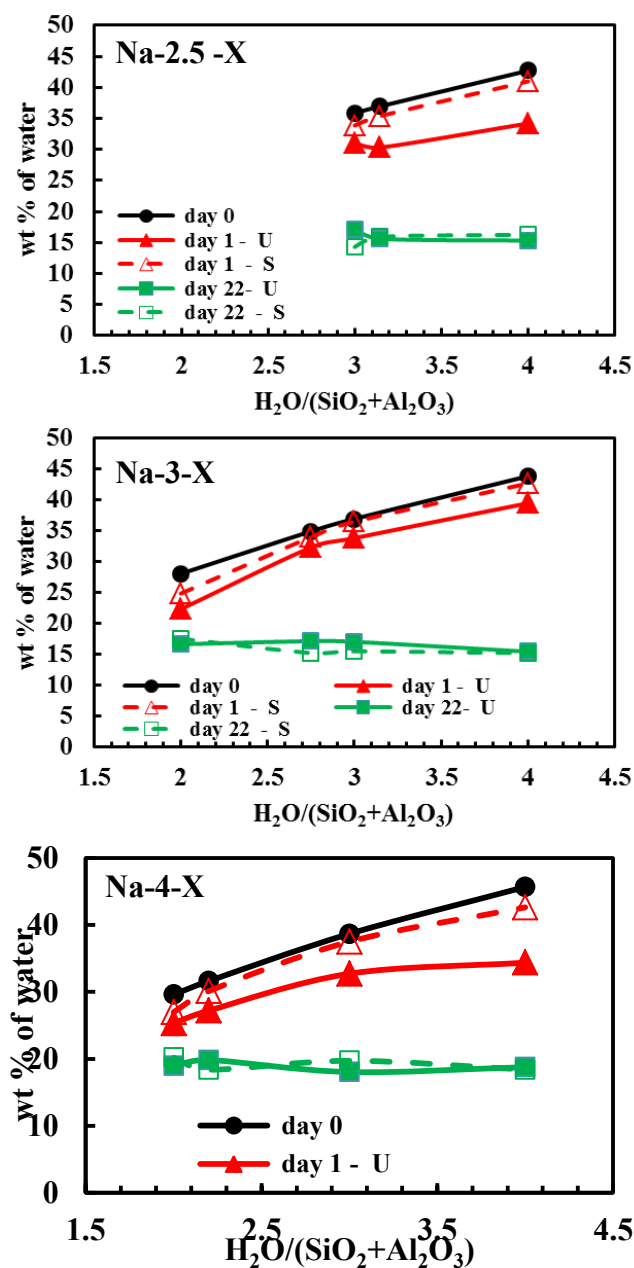 50
45
40
35
30
25
20
15
10
5
0
wt % of water
Na-2.5 -X
day 0
day 1 - U
day 1 - S
day 22- U
day 22 - S
1.5 2 2.5 3 3.5 4 4.5
H₂O/(SiO₂+Al₂O₃)
50
45
40
35
30
25
20
15
10
5
0
wt % of water
Na-3-X
day 0 day 1 - U
day 1 - S day 22- U
day 22 - S
1.5 2 2.5 3 3.5 4 4.5
H₂O/(SiO₂+Al₂O₃)
50
40
30
20
10
0
wt % of water
Na-4-X
day 0
day 1 - U
1.5 2.5 3.5 4.5
H₂O/(SiO₂+Al₂O₃)